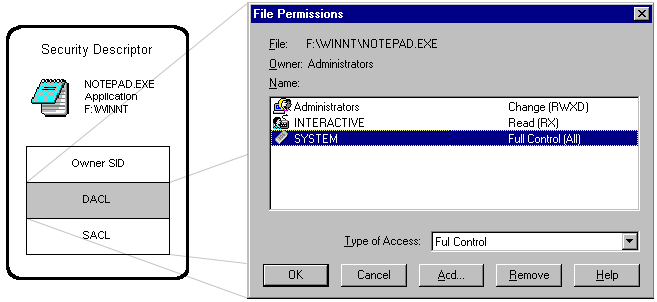 Security Descriptor
NOTEPAD.EXE
Application
F:\WINNT
Owner SID
DACL
SACL
File Permissions
File: F:\WINNT\NOTEPAD.EXE
Owner: Administrators
Name:
Administrators Change (RWXD)
INTERACTIVE Read (RX)
SYSTEM Full Control (All)
Type of Access: Ful Control
OK Cancel Acd... Remove Help